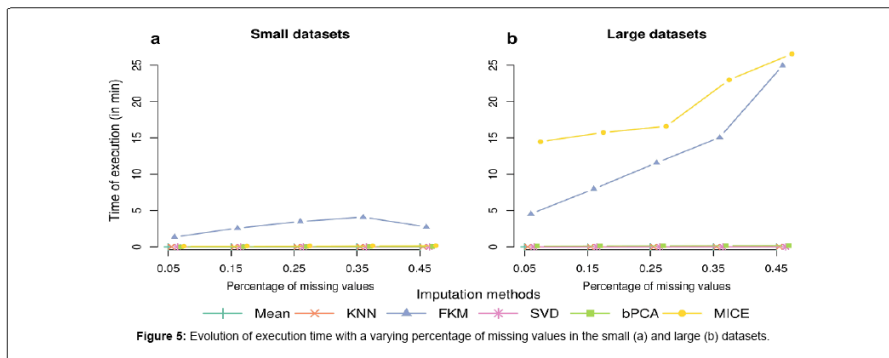 a
Small datasets
b
Large datasets
Time of execution (in min)
25
20
15
10
5
0
0.05 0.15 0.25 0.35 0.45
Percentage of missing values
25
20
15
10
5
0
0.05 0.15 0.25 0.35 0.45
Percentage of missing values
Imputation methods
Mean KNN FKM SVD bPCA MICE
Figure 5: Evolution of execution time with a varying percentage of missing values in the small (a) and large (b) datasets.